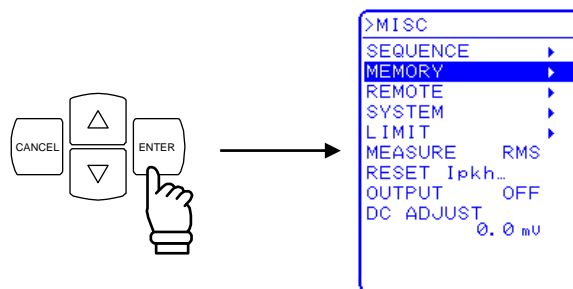 CANCEL
ENTER
>MISC
SEQUENCE
MEMORY
REMOTE
SYSTEM
LIMIT
MEASURE RMS
RESET Ipkh…
OUTPUT OFF
DC ADJUST
0.0 mV